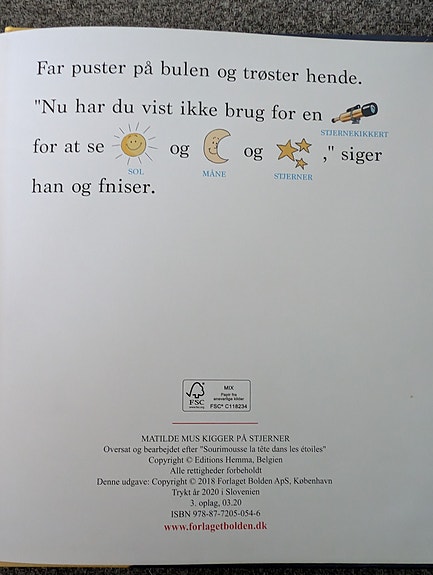 Far puster på bulen og trøster hende.
"Nu har du vist ikke brug for en
STJERNEKIKKERT
for at se og og ," siger
SOL MÅNE STJERNER
han og fniser.
FSC
www.fsc.org
MIX
Papir fra
ansvarlige kilder
FSC® C118234
MATILDE MUS KIGGER PÅ STJERNER
Oversat og bearbejdet efter "Sourimousse la tête dans les étoiles"
Copyright © Editions Hemma, Belgien
Alle rettigheder forbeholdt
Denne udgave: Copyright © 2018 Forlaget Bolden ApS, København
Trykt år 2020 i Slovenien
3. oplag, 03.20
ISBN 978-87-7205-054-6
www.forlagetbolden.dk